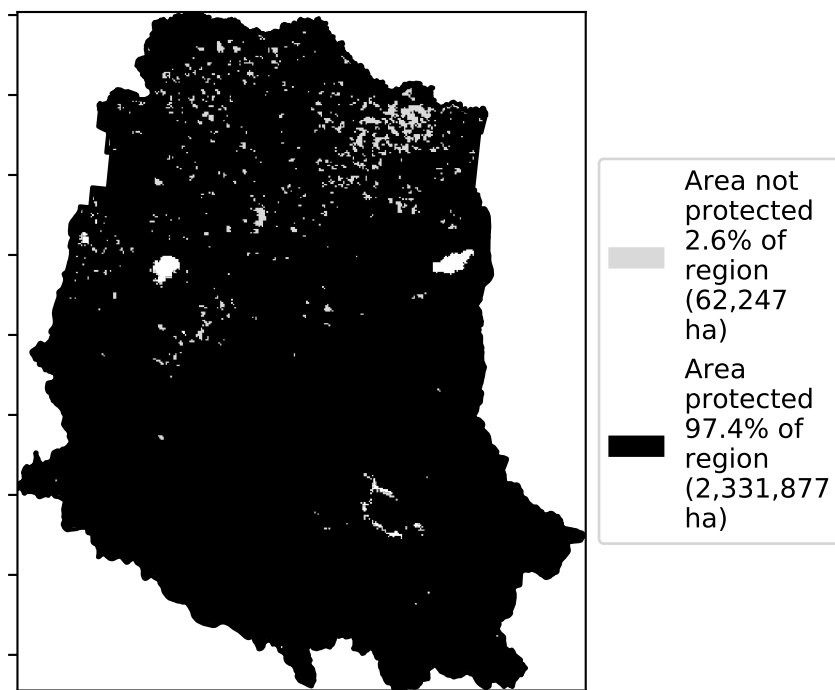 Area not
protected
2.6% of
region
(62,247
ha)
Area
protected
97.4% of
region
(2,331,877
ha)